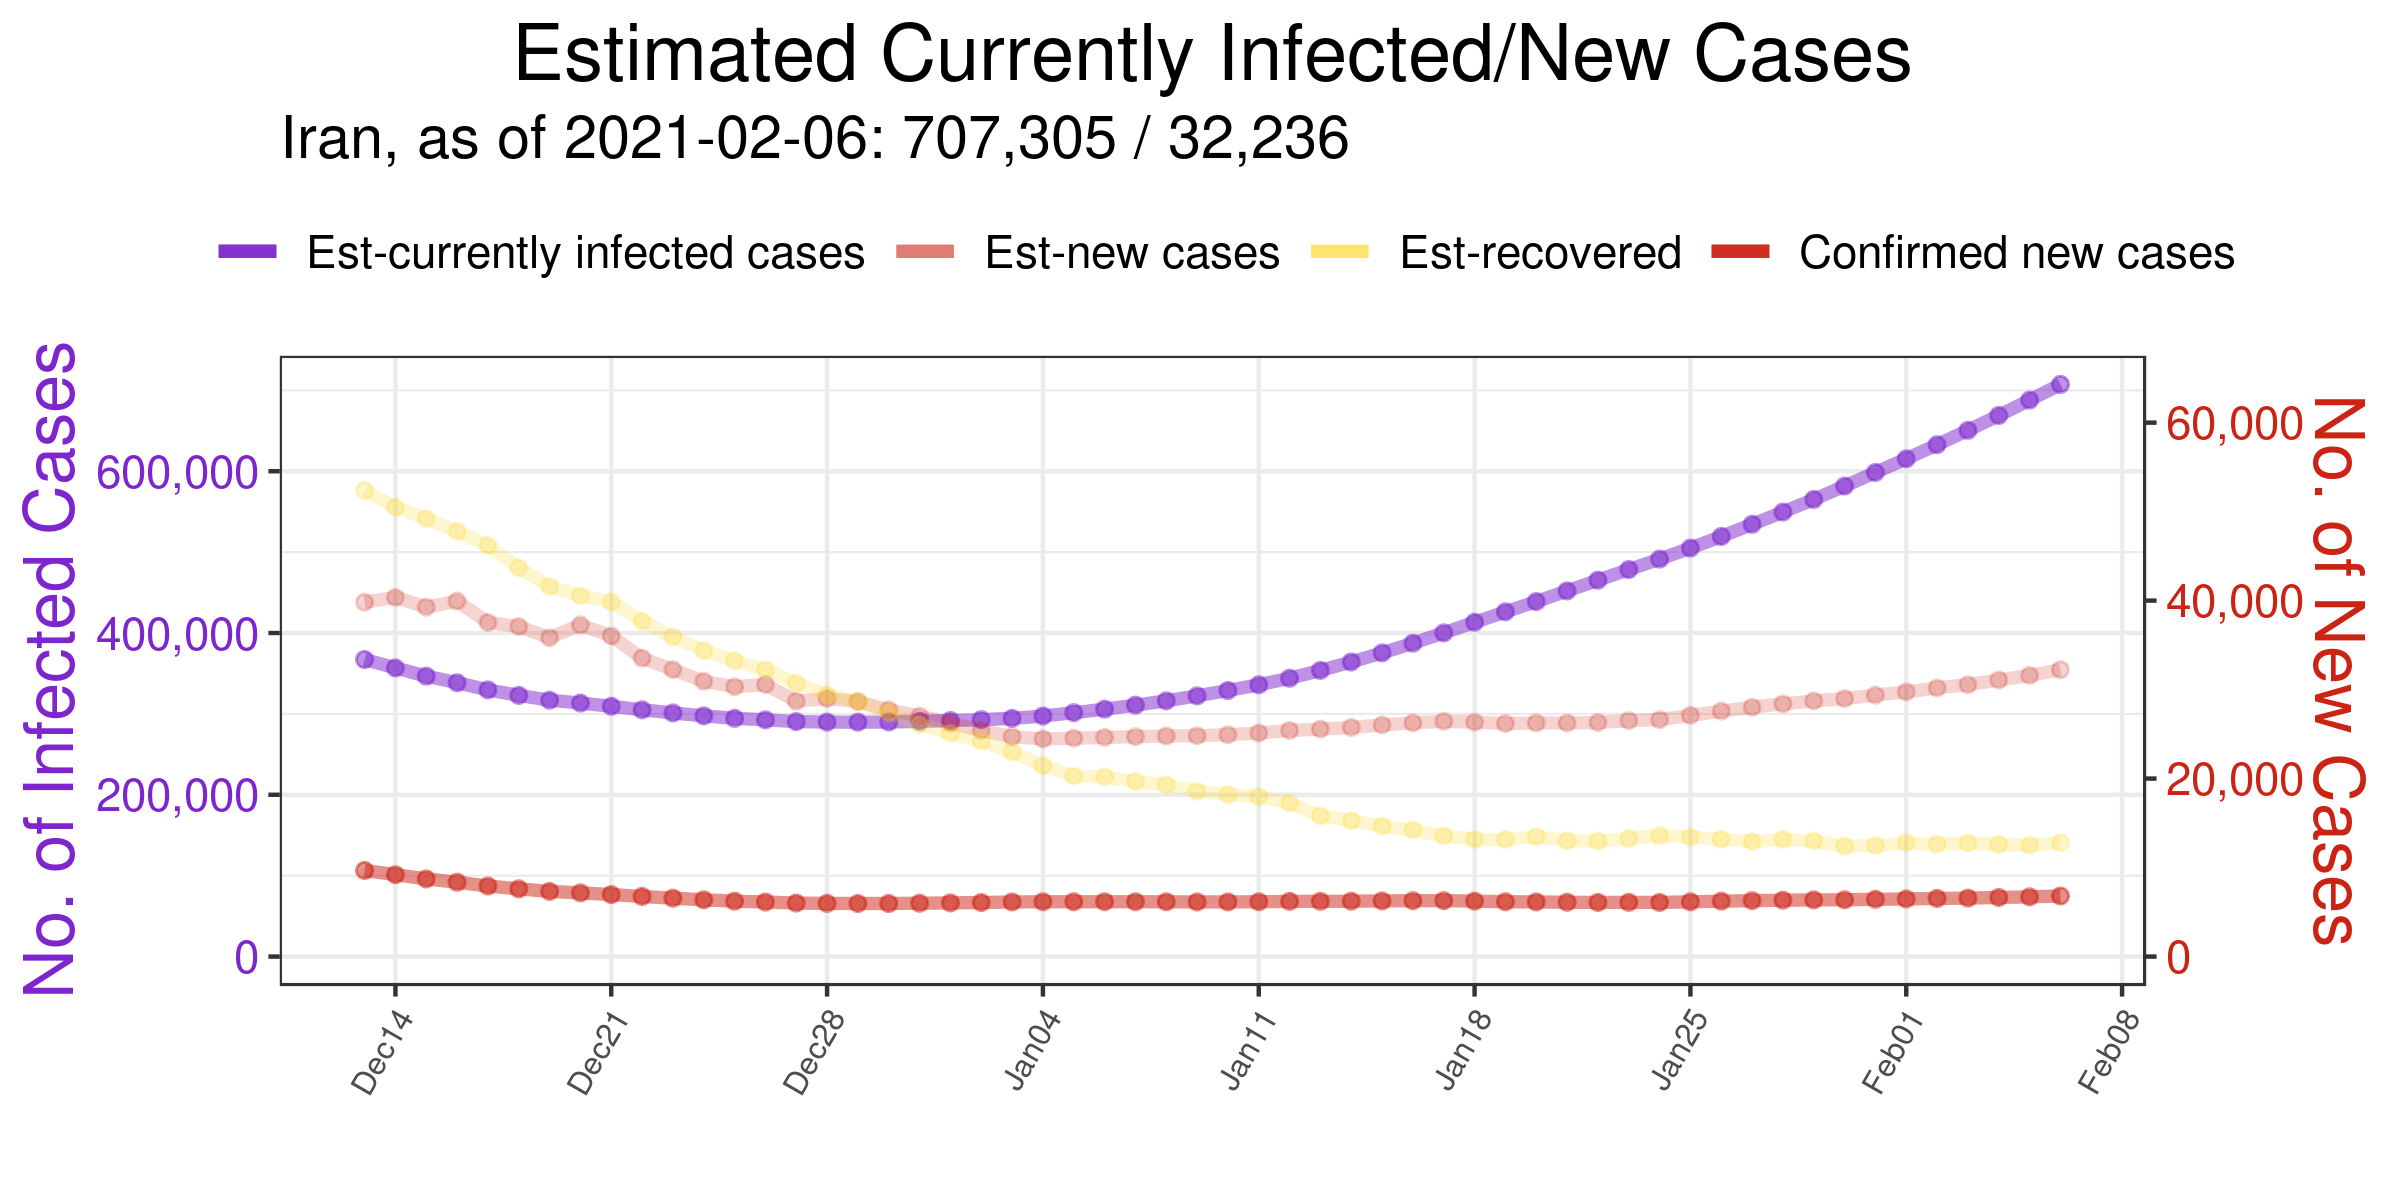 Estimated Currently Infected/New Cases
Iran, as of 2021-02-06: 707,305 / 32,236
Est-currently infected cases Est-new cases Est-recovered Confirmed new cases
No. of Infected Cases
600,000
400,000
200,000
0
60,000
40,000
20,000
0
No. of New Cases
Dec14 Dec21 Dec28 Jan04 Jan11 Jan18 Jan25 Feb01 Feb08